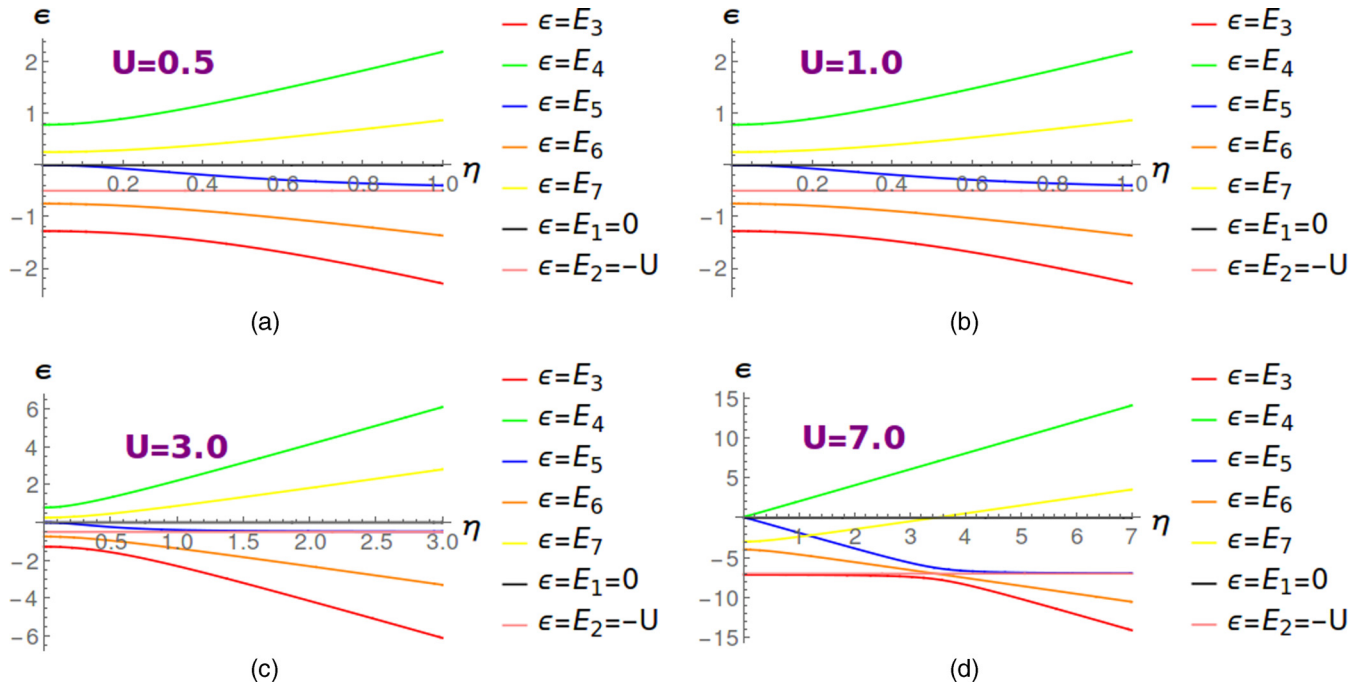 ϵ
U=0.5
2
1
-1
-2
0.2 0.4 0.6 0.8 1.0 η
ϵ=E3
ϵ=E4
ϵ=E5
ϵ=E6
ϵ=E7
ϵ=E1=0
ϵ=E2=-U
(a)
ϵ
U=1.0
2
1
-1
-2
0.2 0.4 0.6 0.8 1.0 η
ϵ=E3
ϵ=E4
ϵ=E5
ϵ=E6
ϵ=E7
ϵ=E1=0
ϵ=E2=-U
(b)
ϵ
U=3.0
6
4
2
0
-2
-4
-6
0.5 1.0 1.5 2.0 2.5 3.0 η
ϵ=E3
ϵ=E4
ϵ=E5
ϵ=E6
ϵ=E7
ϵ=E1=0
ϵ=E2=-U
(c)
ϵ
U=7.0
15
10
5
0
-5
-10
-15
1 2 3 4 5 6 7 η
ϵ=E3
ϵ=E4
ϵ=E5
ϵ=E6
ϵ=E7
ϵ=E1=0
ϵ=E2=-U
(d)